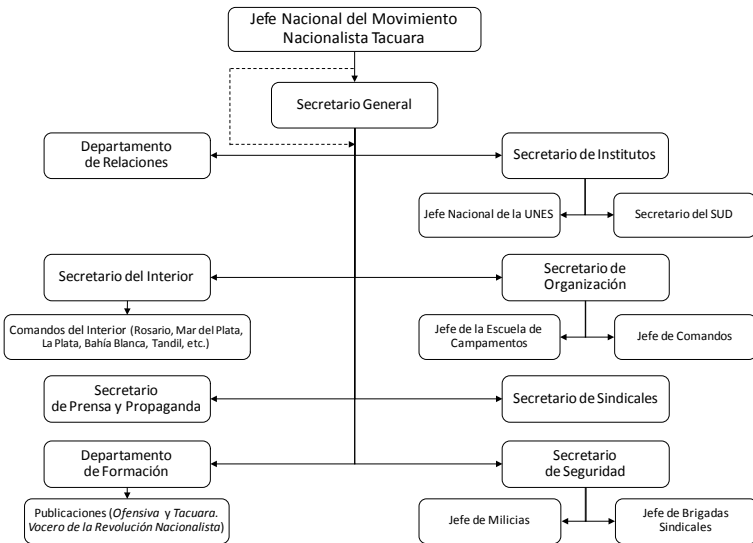 Jefe Nacional del Movimiento
Nacionalista Tacuara
Secretario General
Departamento
de Relaciones
Secretario de Institutos
Jefe Nacional de la UNES
Secretario del SUD
Secretario del Interior
Secretario de
Organización
Comandos del Interior (Rosario, Mar del Plata,
La Plata, Bahía Blanca, Tandil, etc.)
Jefe de la Escuela de
Campamentos
Jefe de Comandos
Secretario
de Prensa y Propaganda
Secretario de Sindicales
Departamento
de Formación
Secretario
de Seguridad
Publicaciones (Ofensiva y Tacuara.
Vocero de la Revolución Nacionalista)
Jefe de Milicias
Jefe de Brigadas
Sindicales